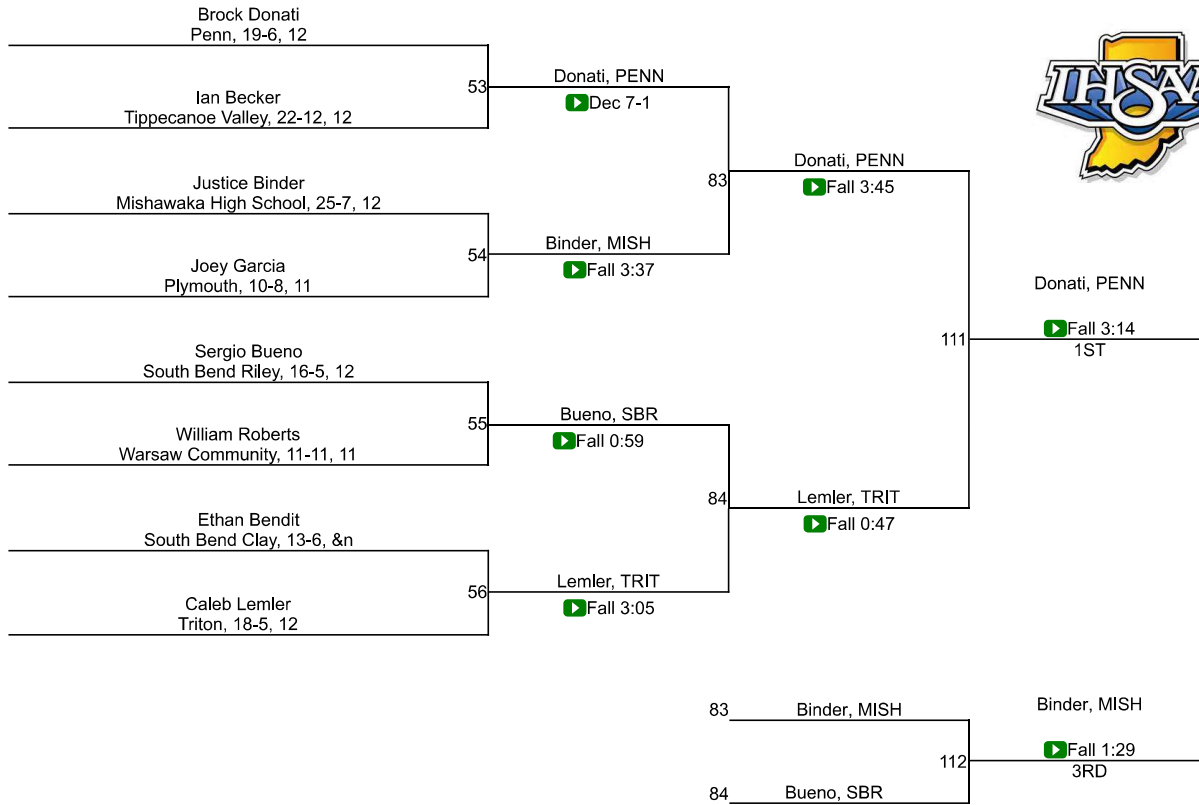 Brock Donati
Penn, 19-6, 12
53
Ian Becker
Tippecanoe Valley, 22-12, 12
Donati, PENN
Dec 7-1
83
Justice Binder
Mishawaka High School, 25-7, 12
54
Joey Garcia
Plymouth, 10-8, 11
Binder, MISH
Fall 3:37
Donati, PENN
Fall 3:45
111
Sergio Bueno
South Bend Riley, 16-5, 12
55
William Roberts
Warsaw Community, 11-11, 11
Bueno, SBR
Fall 0:59
84
Ethan Bendit
South Bend Clay, 13-6, &n
56
Caleb Lemler
Triton, 18-5, 12
Lemler, TRIT
Fall 3:05
Lemler, TRIT
Fall 0:47
IHSAA
Donati, PENN
Fall 3:14
1ST
83
Binder, MISH
112
84
Bueno, SBR
Binder, MISH
Fall 1:29
3RD